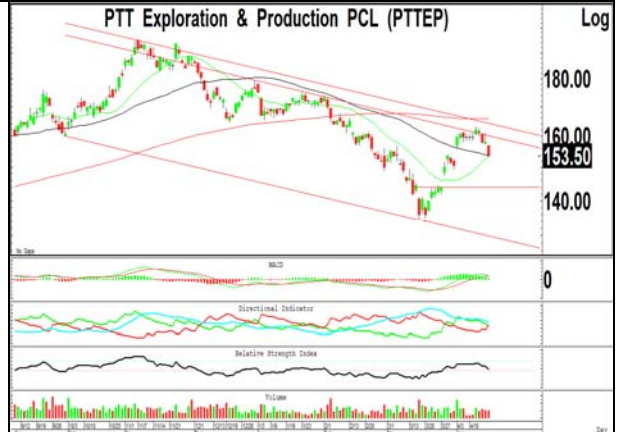 PTT Exploration & Production PCL (PTTEP)
Log
180.00
160.00
153.50
140.00
No Gaps
MACD
0
Directional Indicator
Relative Strength Index
Volume
Day